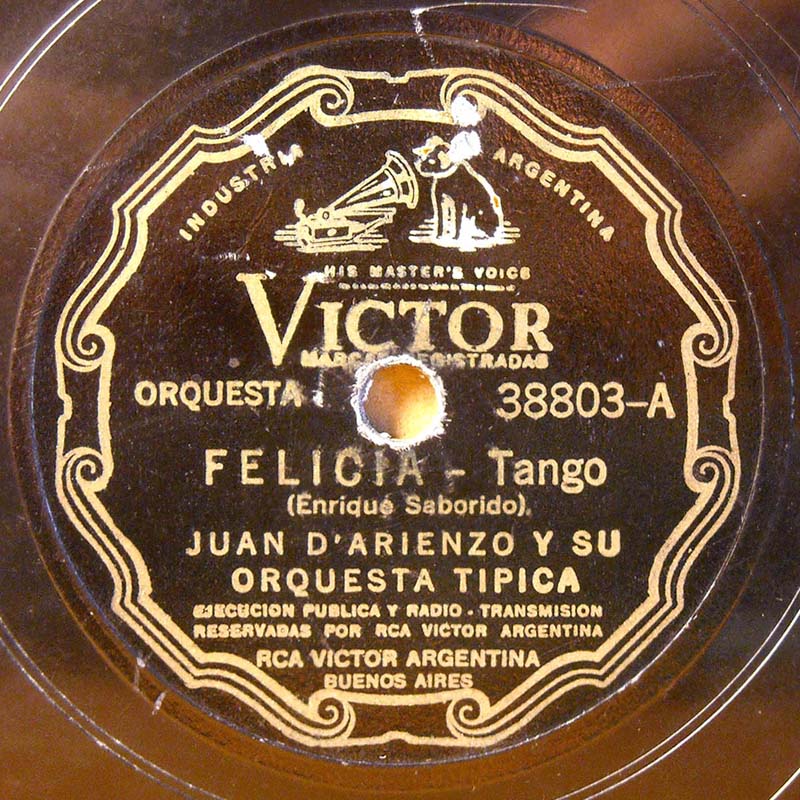 INDUSTRIA ARGENTINA
HIS MASTER'S VOICE
VICTOR
MARCAS REGISTRADAS
ORQUESTA 38803-A
FELICIA - Tango
(Enrique Saborido)
JUAN D'ARIENZO Y SU
ORQUESTA TIPICA
EJECUCION PUBLICA Y RADIO-TRANSMISION
RESERVADAS POR RCA VICTOR ARGENTINA
RCA VICTOR ARGENTINA
BUENOS AIRES